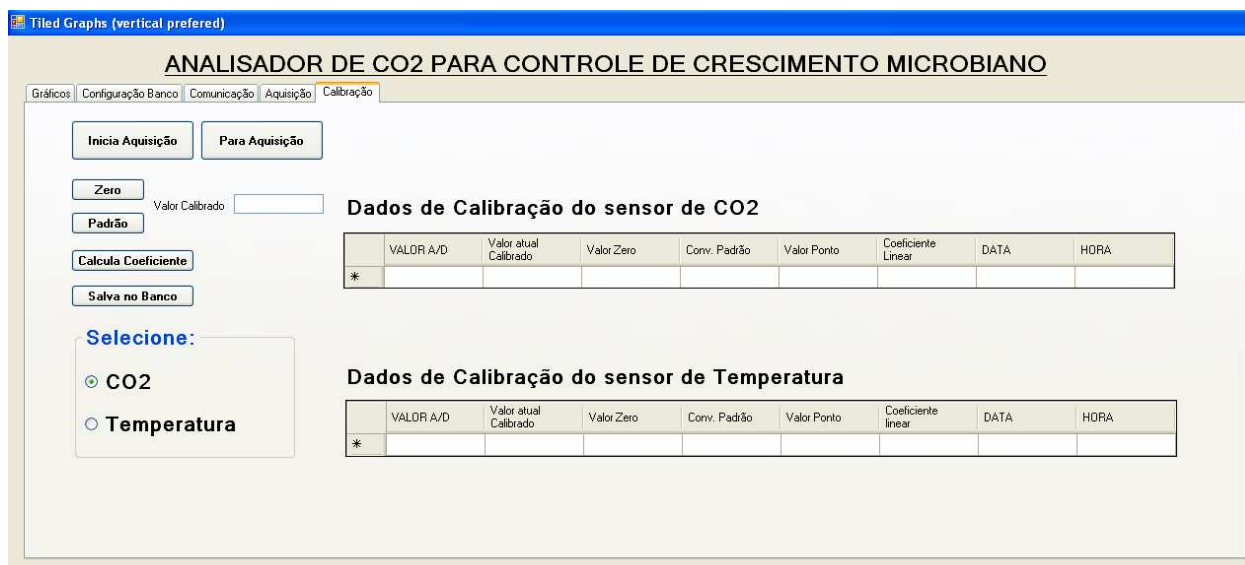 Tiled Graphs (vertical prefered)
ANALISADOR DE CO2 PARA CONTROLE DE CRESCIMENTO MICROBIANO
Gráficos Configuração Banco Comunicação Aquisição Calibração
Inicia Aquisição Para Aquisição
Zero
Valor Calibrado
Padrão
Calcula Coeficiente
Salva no Banco
Selecione:
CO2
Temperatura
Dados de Calibração do sensor de CO2
VALOR A/D Valor atual Calibrado Valor Zero Conv. Padrão Valor Ponto Coeficiente Linear DATA HORA
*
Dados de Calibração do sensor de Temperatura
VALOR A/D Valor atual Calibrado Valor Zero Conv. Padrão Valor Ponto Coeficiente linear DATA HORA
*